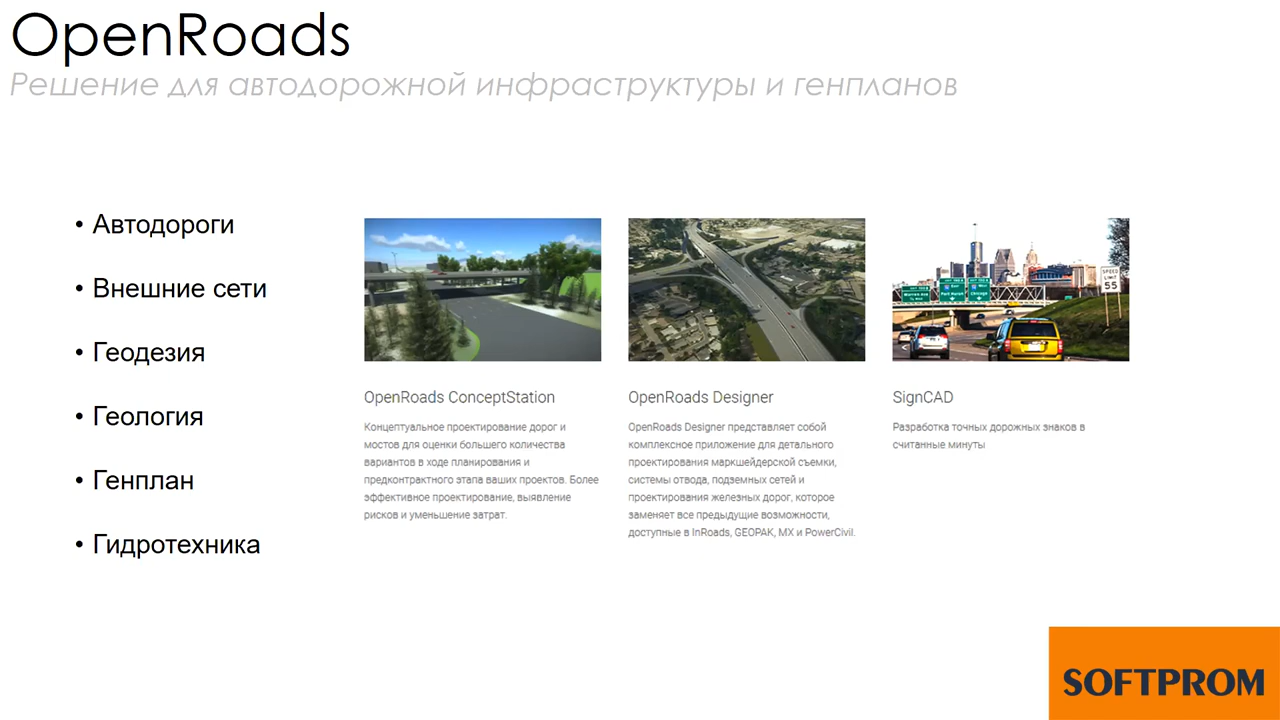 OpenRoads
Решение для автодорожной инфраструктуры и генпланов
• Автодороги
• Внешние сети
• Геодезия
• Геология
• Генплан
• Гидротехника
OpenRoads ConceptStation
Концептуальное проектирование дорог и
мостов для оценки большего количества
вариантов в ходе планирования и
предконтрактного этапа ваших проектов. Более
эффективное проектирование, выявление
рисков и уменьшение затрат.
OpenRoads Designer
OpenRoads Designer представляет собой
комплексное приложение для детального
проектирования маркшейдерской съемки,
системы отвода, подземных сетей и
проектирования железных дорог, которое
заменяет все предыдущие возможности,
доступные в InRoads, GEOPAK, MX и PowerCivil.
SPEED
LIMIT
55
SignCAD
Разработка точных дорожных знаков в
считанные минуты
SOFTPROM